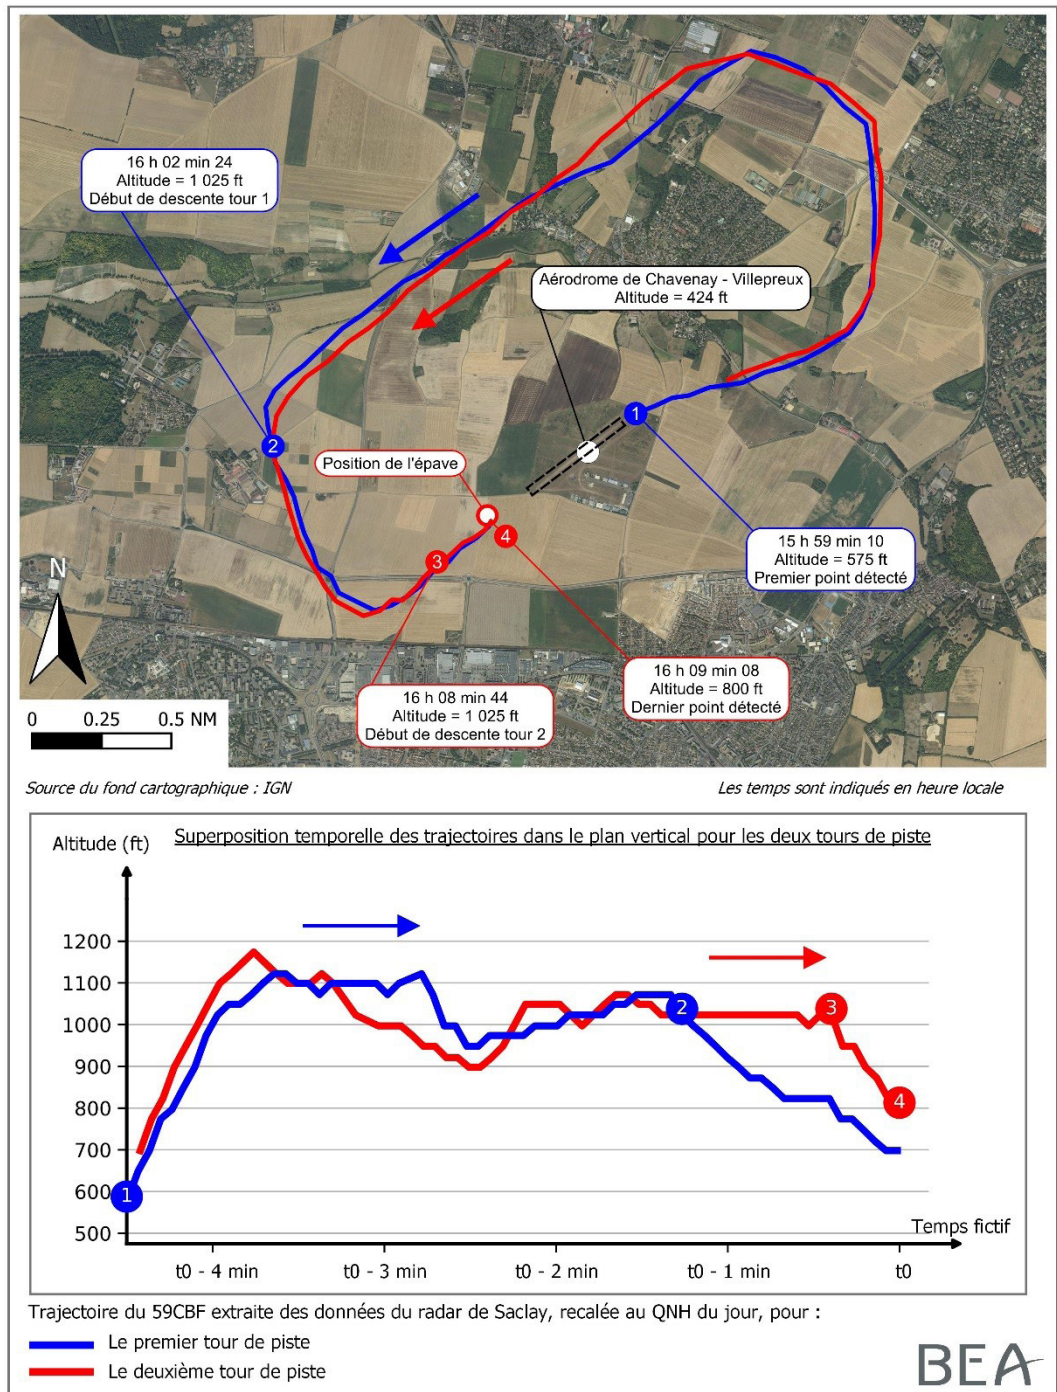 16 h 02 min 24
Altitude = 1 025 ft
Début de descente tour 1
Aérodrome de Chavenay - Villepreux
Altitude = 424 ft
1
2
Position de l'épave
4
3
15 h 59 min 10
Altitude = 575 ft
Premier point détecté
N
16 h 09 min 08
Altitude = 800 ft
Dernier point détecté
16 h 08 min 44
Altitude = 1 025 ft
Début de descente tour 2
0 0.25 0.5 NM
Source du fond cartographique : IGN
Les temps sont indiqués en heure locale
Altitude (ft)
Superposition temporelle des trajectoires dans le plan vertical pour les deux tours de piste
1200
1100
1000
900
800
700
600
500
2
3
4
1
Temps fictif
t0 - 4 min t0 - 3 min t0 - 2 min t0 - 1 min t0
Trajectoire du 59CBF extraite des données du radar de Saclay, recalée au QNH du jour, pour :
Le premier tour de piste
Le deuxième tour de piste
BEA